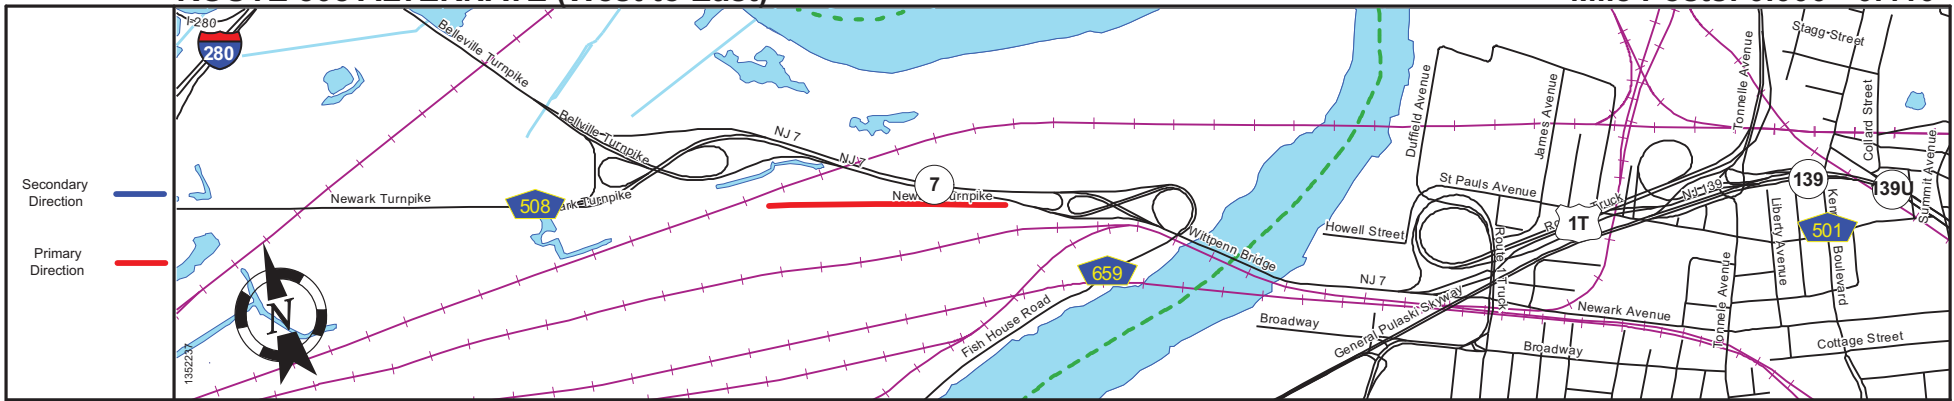 I-280
280
Secondary
Direction
Primary
Direction
1352237
N
Belleville Turnpike
Bellville Turnpike
NJ 7
NJ 7
7
Newark Turnpike
508
Newark Turnpike
Wittpenn Bridge
659
Fish House Road
Duffield Avenue
James Avenue
St Pauls Avenue
Howell Street
NJ 7
Route 1 Truck
1T
NJ 139
139
139U
501
Tonnelle Avenue
Stagg Street
Collard Street
Summit Avenue
Liberty Avenue
Boulevard
Tonnele Avenue
General Pulaski Skyway
Newark Avenue
Broadway
Broadway
Cottage Street